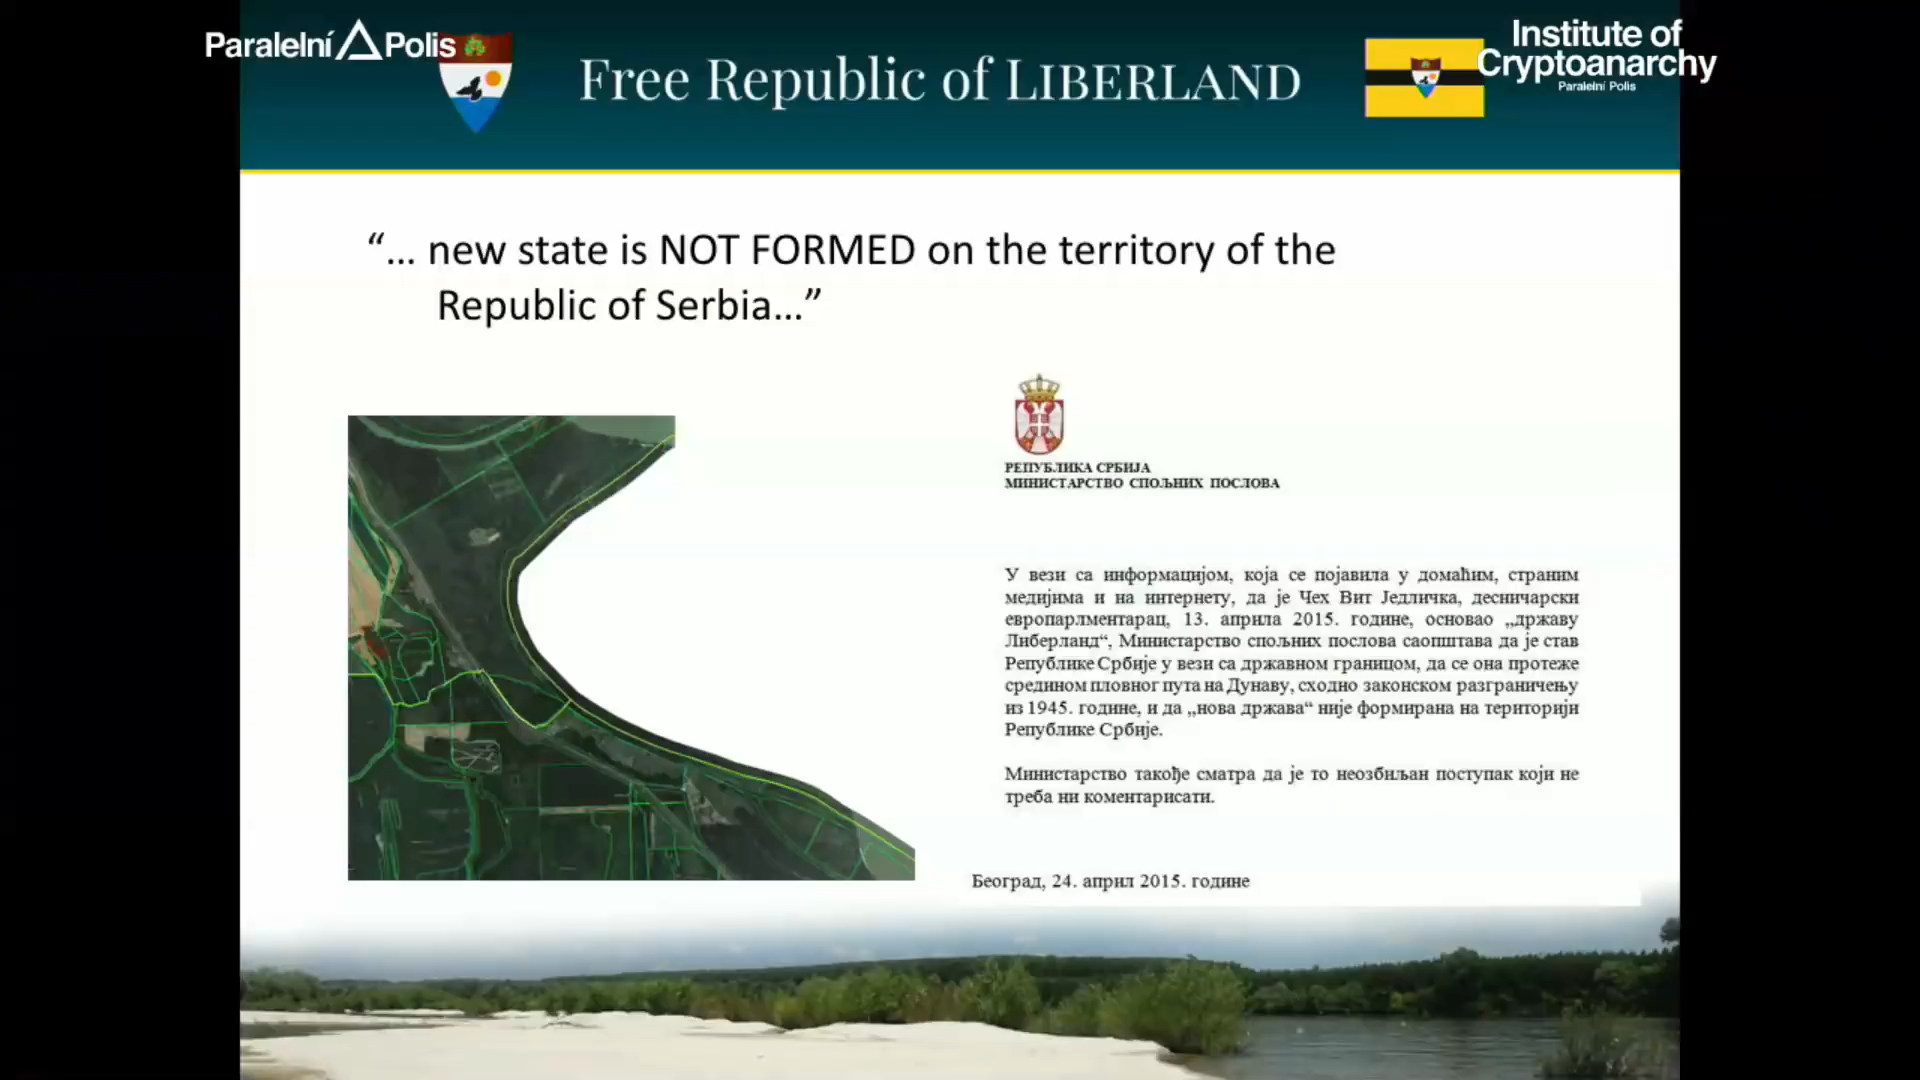 Paralelní Polis
Institute of
Cryptoanarchy
Paralelní Polis
Free Republic of LIBERLAND
“... new state is NOT FORMED on the territory of the
Republic of Serbia...”
РЕПУБЛИКА СРБИЈА
МИНИСТАРСТВО СПОЉНИХ ПОСЛОВА
У вези са информацијом, која се појавила у домаћим, страним
медијима и на интернету, да је Чех Вит Једличка, десничарски
европарлментарац, 13. априла 2015. године, основао „државу
Либерланд“, Министарство спољних послова саопштава да је став
Републике Србије у вези са државном границом, да се она протеже
средином пловног пута на Дунаву, сходно законском разграничењу
из 1945. године, и да „нова држава“ није формирана на територији
Републике Србије.
Министарство такође сматра да је то неозбиљан поступак који не
треба ни коментарисати.
Београд, 24. април 2015. године